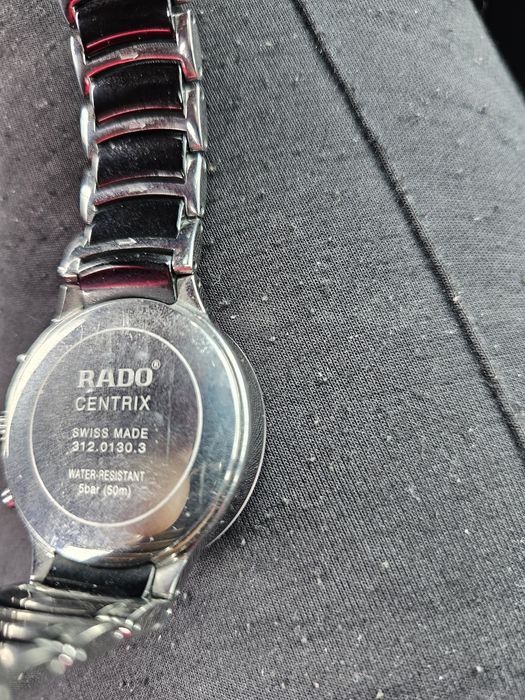 RADO®
CENTRIX
SWISS MADE
312.0130.3
WATER-RESISTANT
5bar (50m)